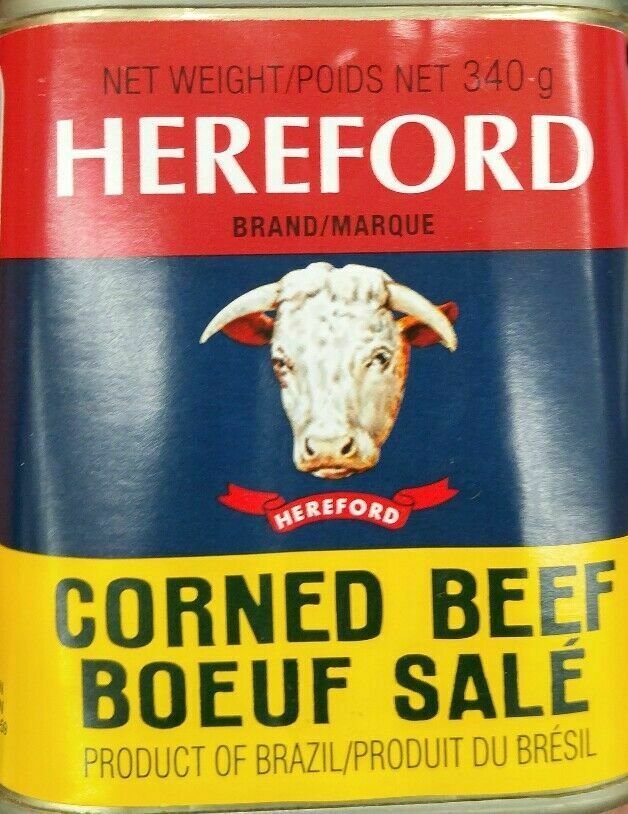 NET WEIGHT/POIDS NET 340 g
HEREFORD
BRAND/MARQUE
HEREFORD
CORNED BEEF
BOEUF SALÉ
PRODUCT OF BRAZIL/PRODUIT DU BRÉSIL